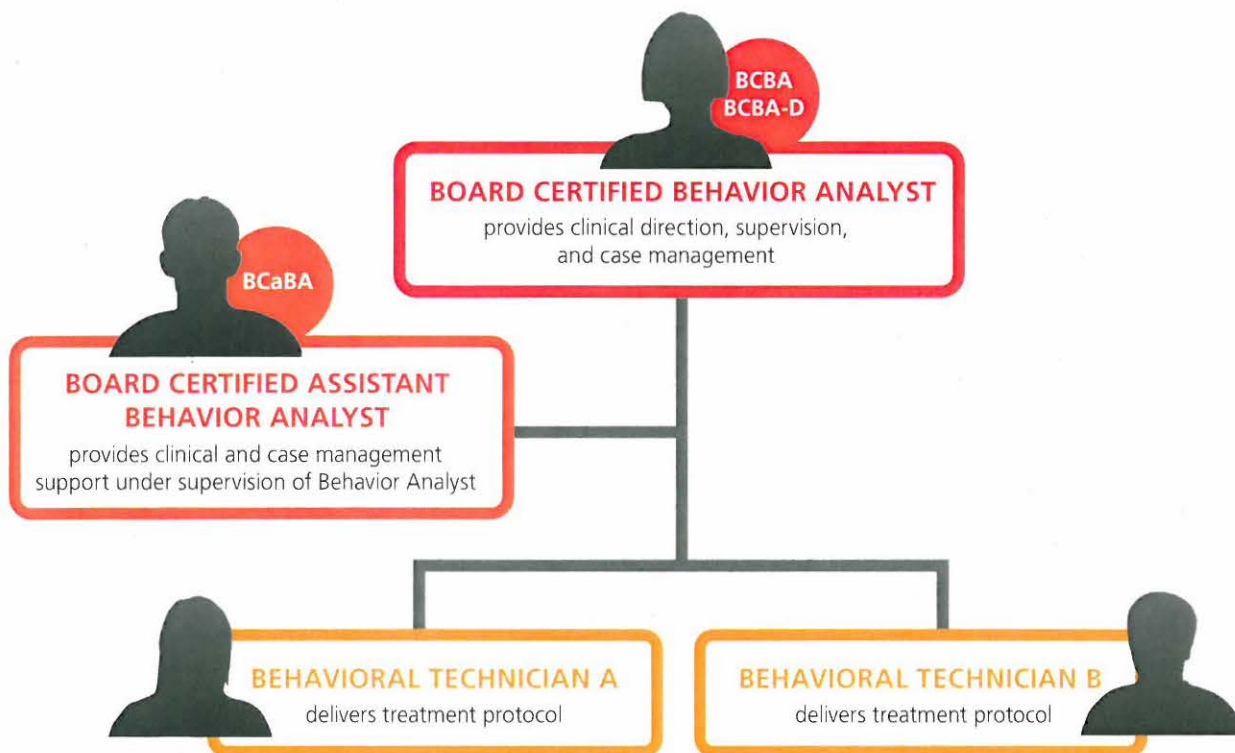 BCBA
BCBA-D
BOARD CERTIFIED BEHAVIOR ANALYST
provides clinical direction, supervision,
and case management
BCaBA
BOARD CERTIFIED ASSISTANT
BEHAVIOR ANALYST
provides clinical and case management
support under supervision of Behavior Analyst
BEHAVIORAL TECHNICIAN A
delivers treatment protocol
BEHAVIORAL TECHNICIAN B
delivers treatment protocol